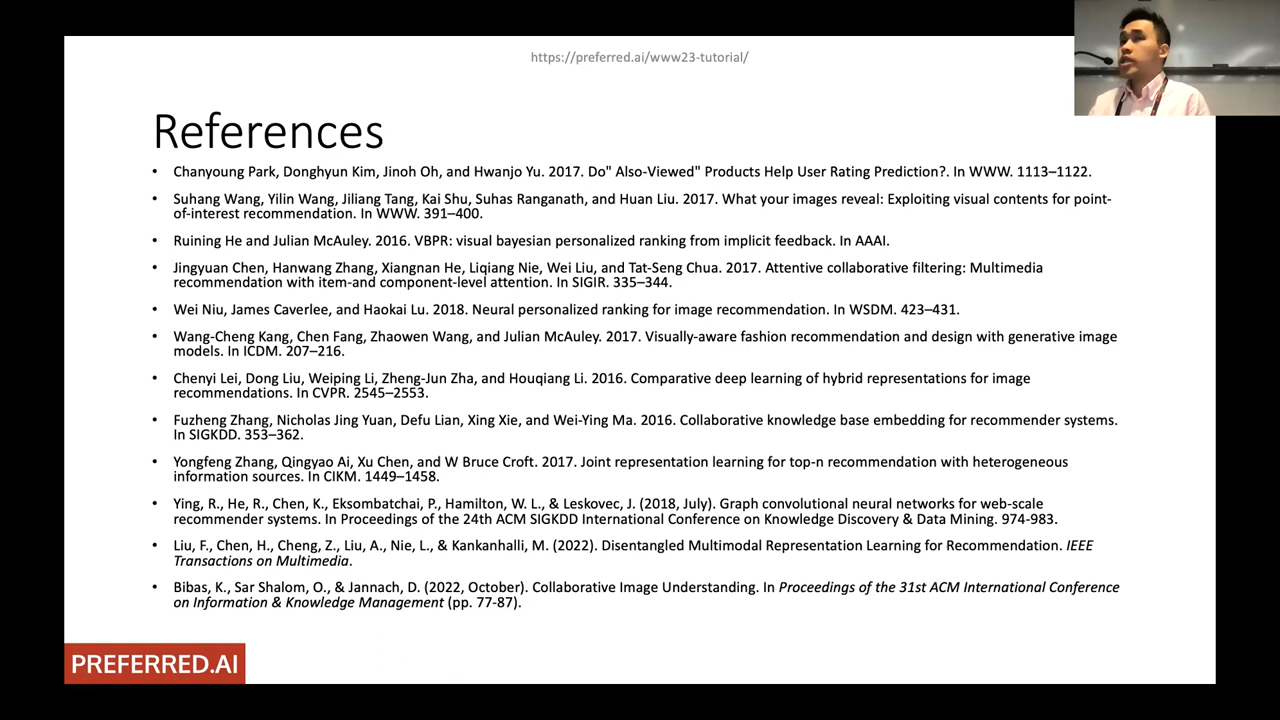 https://preferred.ai/www23-tutorial/
References
• Chanyoung Park, Donghyun Kim, Jinoh Oh, and Hwanjo Yu. 2017. Do" Also-Viewed" Products Help User Rating Prediction?. In WWW. 1113–1122.
• Suhang Wang, Yilin Wang, Jiliang Tang, Kai Shu, Suhas Ranganath, and Huan Liu. 2017. What your images reveal: Exploiting visual contents for point-
of-interest recommendation. In WWW. 391–400.
• Ruining He and Julian McAuley. 2016. VBPR: visual bayesian personalized ranking from implicit feedback. In AAAI.
• Jingyuan Chen, Hanwang Zhang, Xiangnan He, Liqiang Nie, Wei Liu, and Tat-Seng Chua. 2017. Attentive collaborative filtering: Multimedia
recommendation with item-and component-level attention. In SIGIR. 335–344.
• Wei Niu, James Caverlee, and Haokai Lu. 2018. Neural personalized ranking for image recommendation. In WSDM. 423–431.
• Wang-Cheng Kang, Chen Fang, Zhaowen Wang, and Julian McAuley. 2017. Visually-aware fashion recommendation and design with generative image
models. In ICDM. 207–216.
• Chenyi Lei, Dong Liu, Weiping Li, Zheng-Jun Zha, and Houqiang Li. 2016. Comparative deep learning of hybrid representations for image
recommendations. In CVPR. 2545–2553.
• Fuzheng Zhang, Nicholas Jing Yuan, Defu Lian, Xing Xie, and Wei-Ying Ma. 2016. Collaborative knowledge base embedding for recommender systems.
In SIGKDD. 353–362.
• Yongfeng Zhang, Qingyao Ai, Xu Chen, and W Bruce Croft. 2017. Joint representation learning for top-n recommendation with heterogeneous
information sources. In CIKM. 1449–1458.
• Ying, R., He, R., Chen, K., Eksombatchai, P., Hamilton, W. L., & Leskovec, J. (2018, July). Graph convolutional neural networks for web-scale
recommender systems. In Proceedings of the 24th ACM SIGKDD International Conference on Knowledge Discovery & Data Mining. 974-983.
• Liu, F., Chen, H., Cheng, Z., Liu, A., Nie, L., & Kankanhalli, M. (2022). Disentangled Multimodal Representation Learning for Recommendation. IEEE
Transactions on Multimedia.
• Bibas, K., Sar Shalom, O., & Jannach, D. (2022, October). Collaborative Image Understanding. In Proceedings of the 31st ACM International Conference
on Information & Knowledge Management (pp. 77-87).
PREFERRED.AI